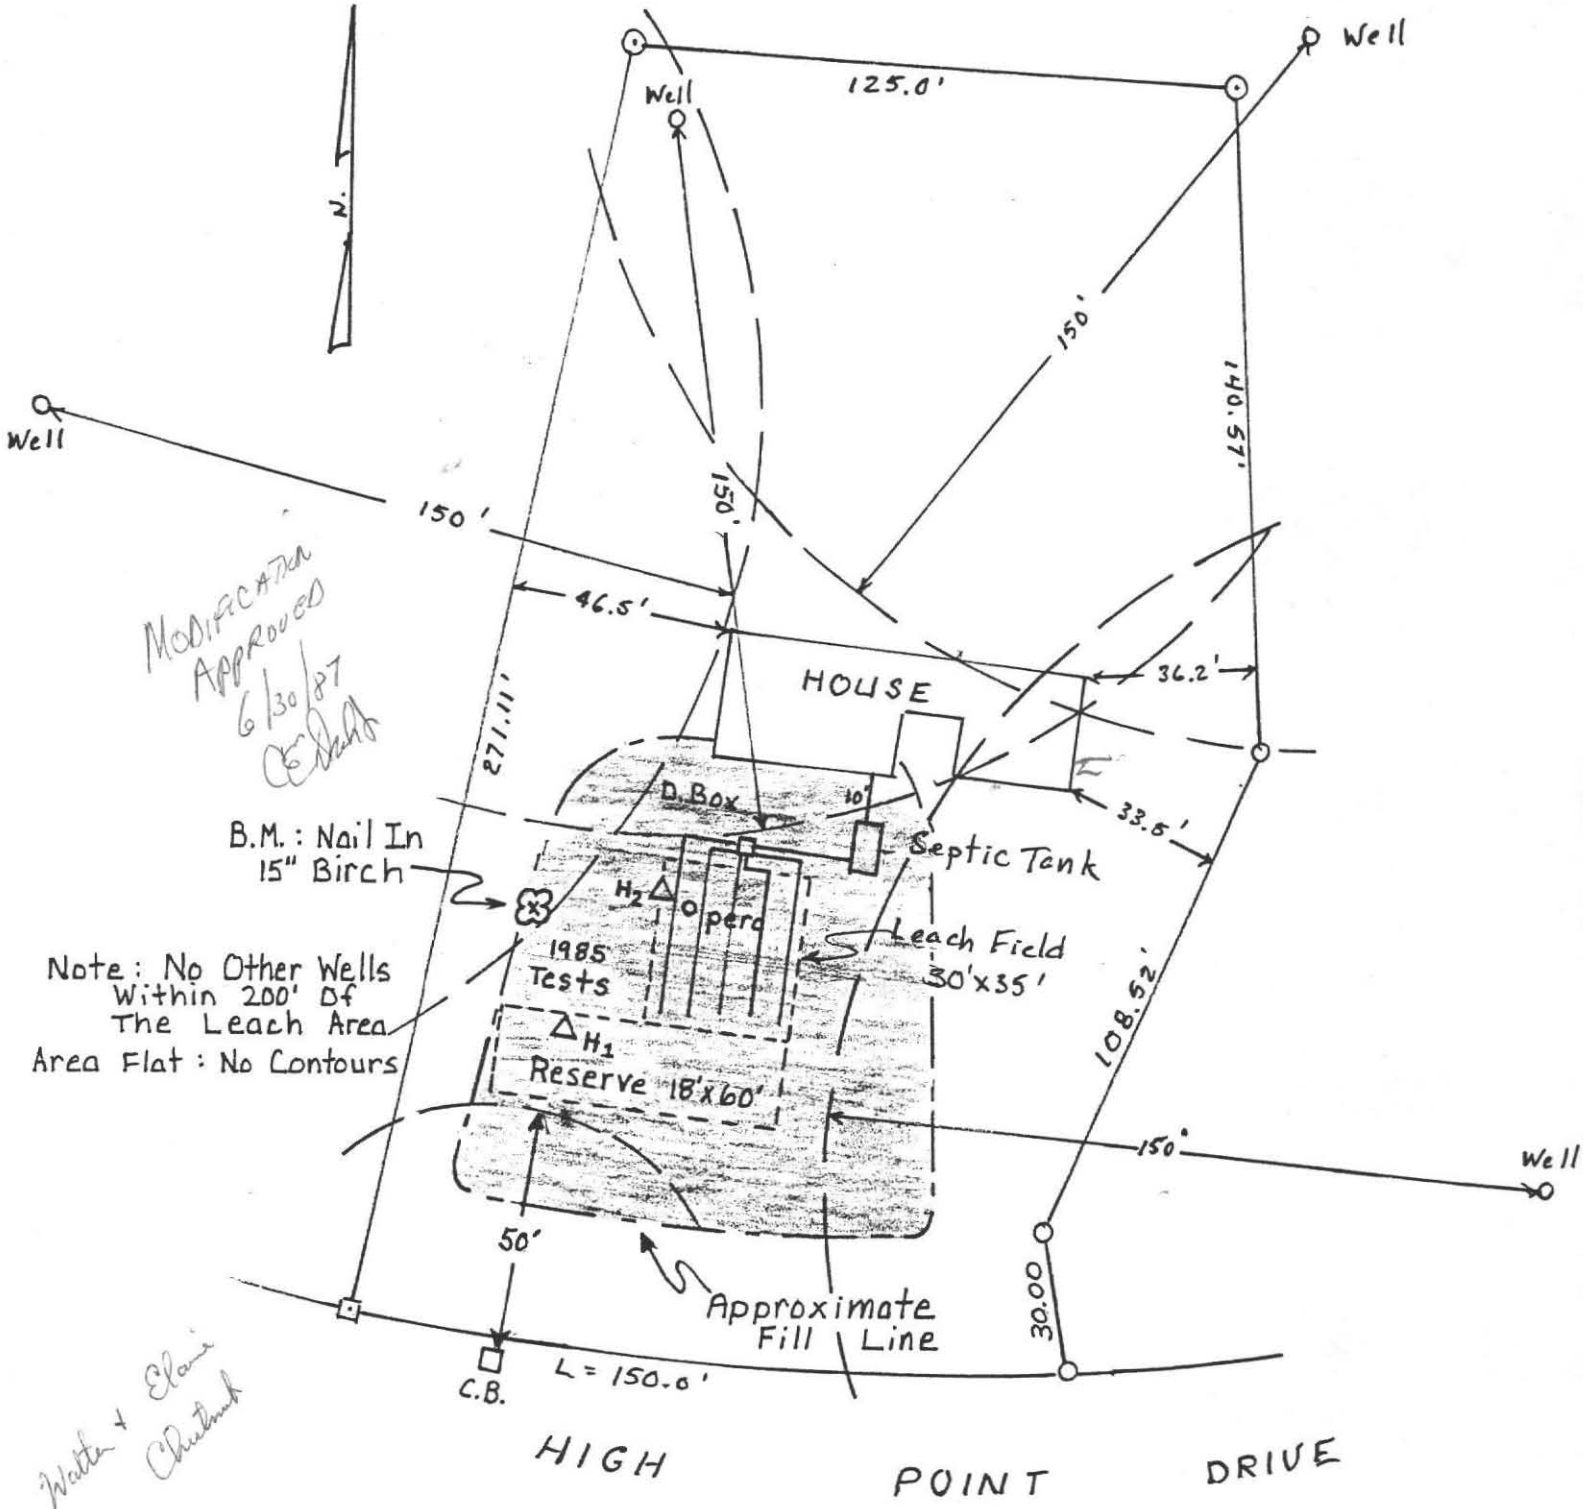 Well
125.0'
Well
N.
150'
140.57'
Well
150'
150'
MODIFICATION
APPROVED
6/30/87
46.5'
HOUSE
36.2'
271.11'
D. Box
10'
33.5'
B.M.: Nail In
15" Birch
Septic Tank
H2
perc
Leach Field
30'x35'
1985
Tests
Note: No Other Wells
Within 200' Of
The Leach Area
Area Flat: No Contours
108.52'
H1
Reserve 18'x60'
150'
Well
50'
Approximate
Fill Line
30.00
C.B.
L = 150.0'
Walter + Elaine
HIGH POINT DRIVE